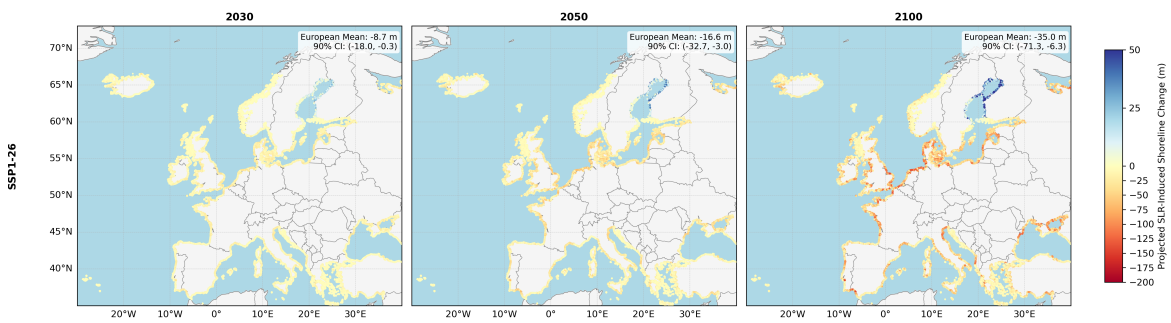 2030
2050
2100
European Mean: -8.7 m
90% CI: (-18.0, -0.3)
European Mean: -16.6 m
90% CI: (-32.7, -3.0)
European Mean: -35.0 m
90% CI: (-71.3, -6.3)
SSP1-26
70°N
65°N
60°N
55°N
50°N
45°N
40°N
20°W
10°W
0°
10°E
20°E
30°E
20°W
10°W
0°
10°E
20°E
30°E
20°W
10°W
0°
10°E
20°E
30°E
50
25
0
−25
−50
−75
−100
−125
−150
−175
−200
Projected SLR-Induced Shoreline Change (m)